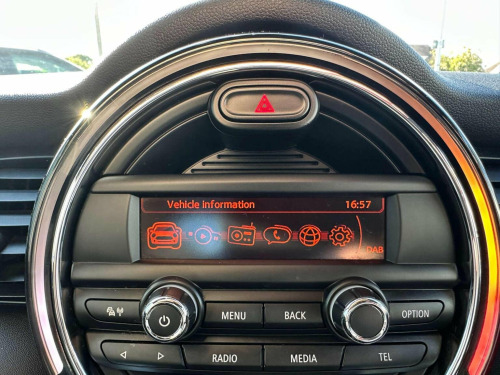 Vehicle information 16:57
DAB
MENU BACK OPTION
RADIO MEDIA TEL